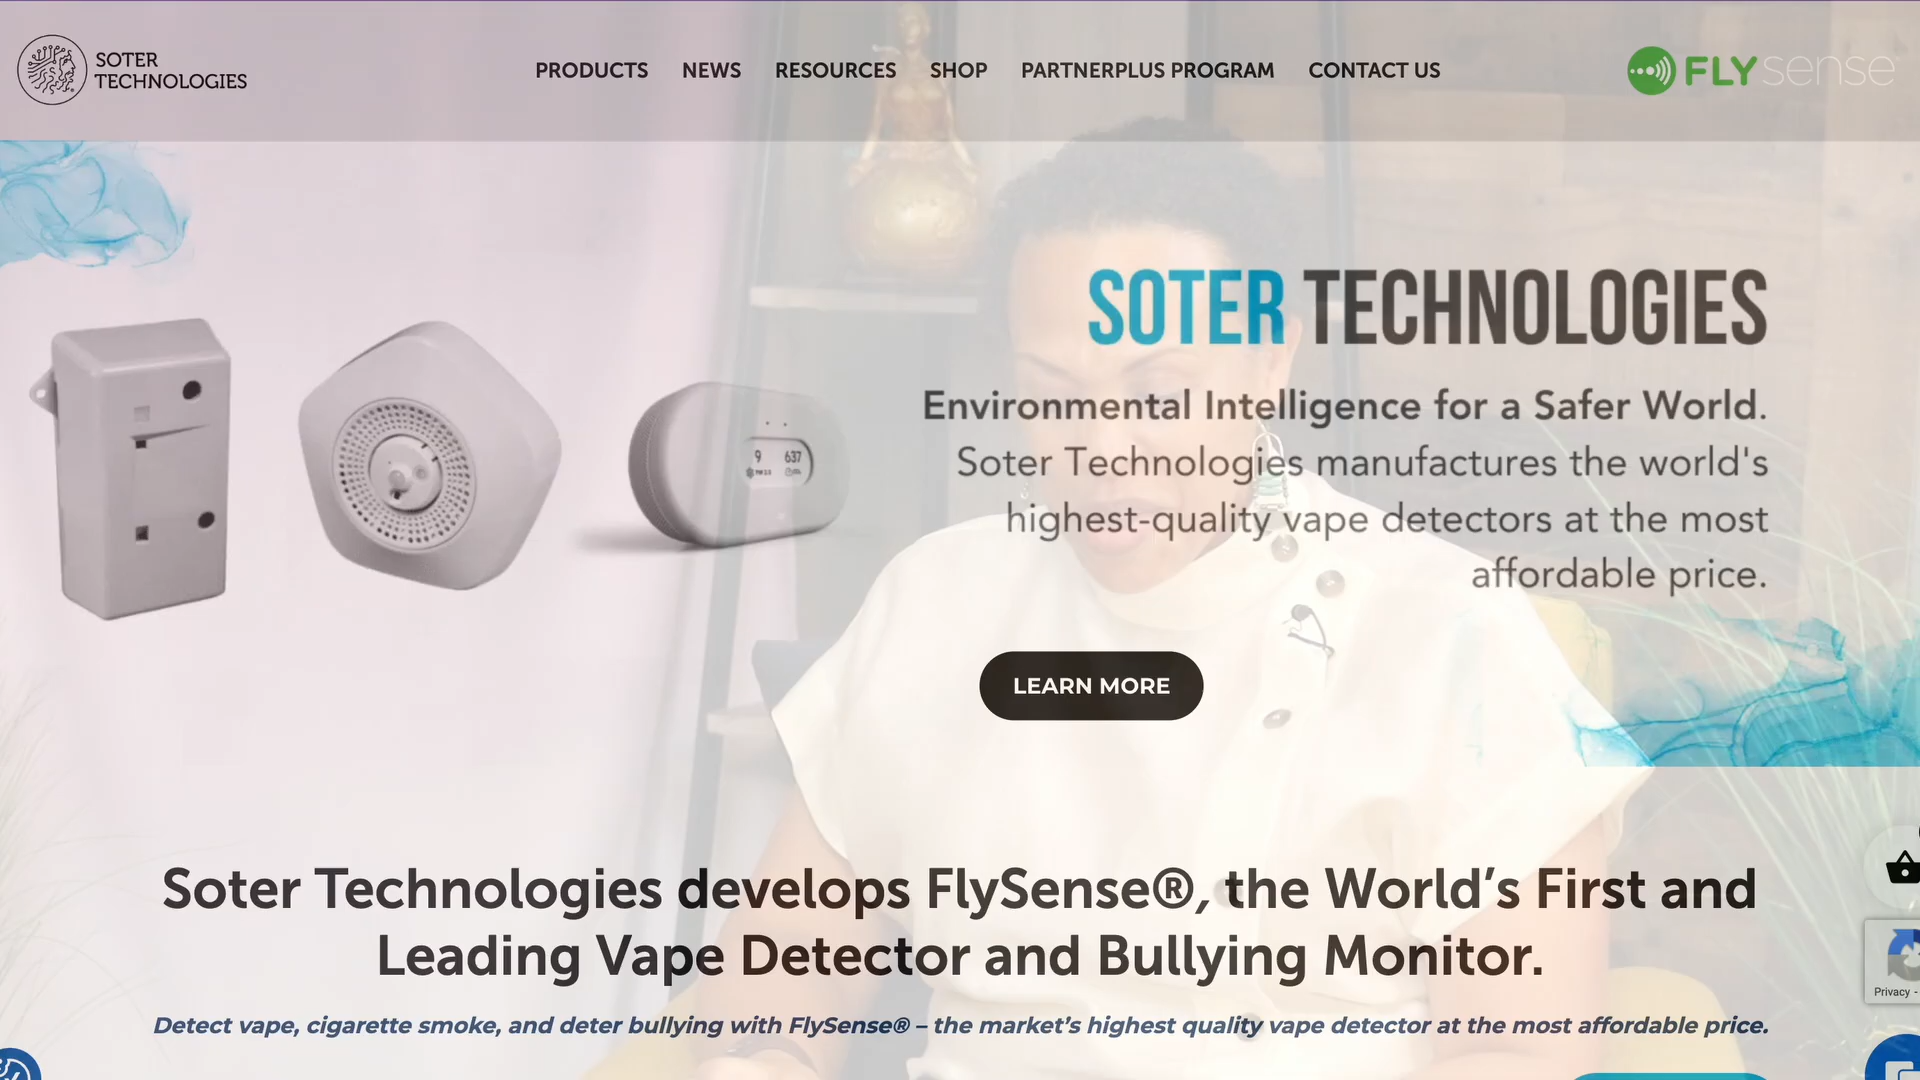 SOTER
TECHNOLOGIES
PRODUCTS NEWS RESOURCES SHOP PARTNERPLUS PROGRAM CONTACT US
FLYsense
SOTER TECHNOLOGIES
Environmental Intelligence for a Safer World.
Soter Technologies manufactures the world's
highest-quality vape detectors at the most
affordable price.
9 637
LEARN MORE
Soter Technologies develops FlySense®, the World’s First and
Leading Vape Detector and Bullying Monitor.
Detect vape, cigarette smoke, and deter bullying with FlySense® – the market’s highest quality vape detector at the most affordable price.
Privacy -